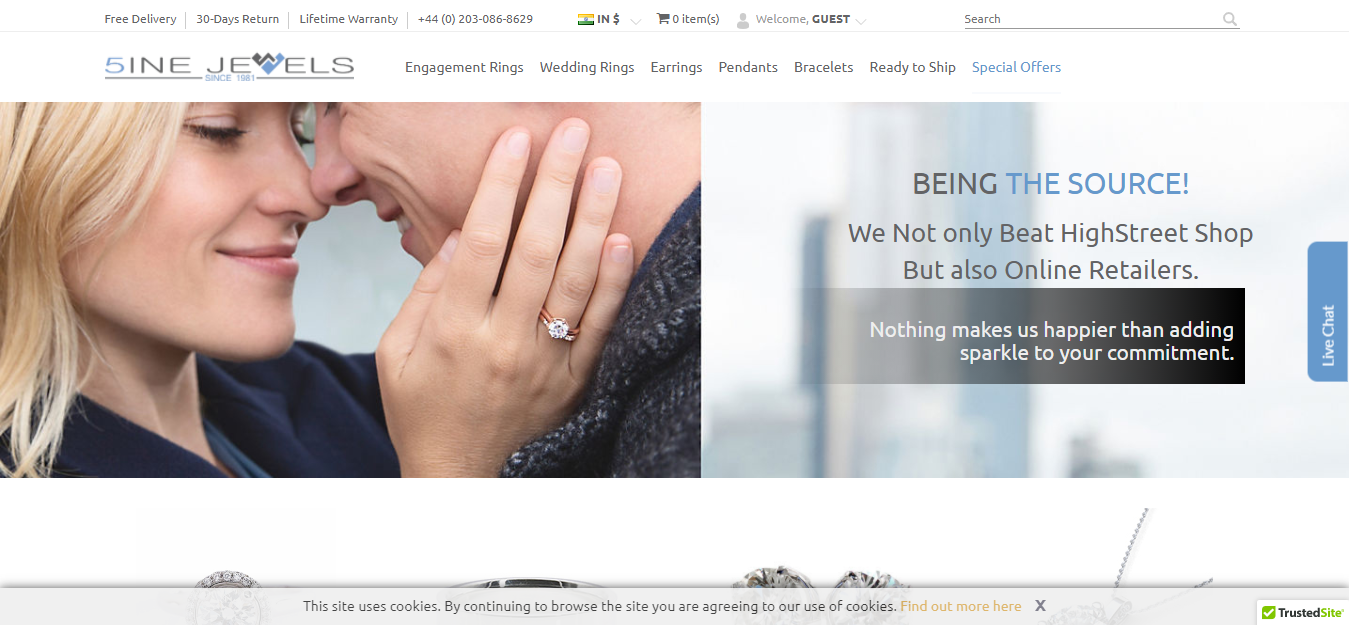 Free Delivery
30-Days Return
Lifetime Warranty
+44 (0) 203-086-8629
IN $
0 item(s)
Welcome, GUEST
Search
5INE JEWELS
SINCE 1981
Engagement Rings
Wedding Rings
Earrings
Pendants
Bracelets
Ready to Ship
Special Offers
BEING THE SOURCE!
We Not only Beat HighStreet Shop
But also Online Retailers.
Nothing makes us happier than adding
sparkle to your commitment.
Live Chat
This site uses cookies. By continuing to browse the site you are agreeing to our use of cookies. Find out more here X
TrustedSite